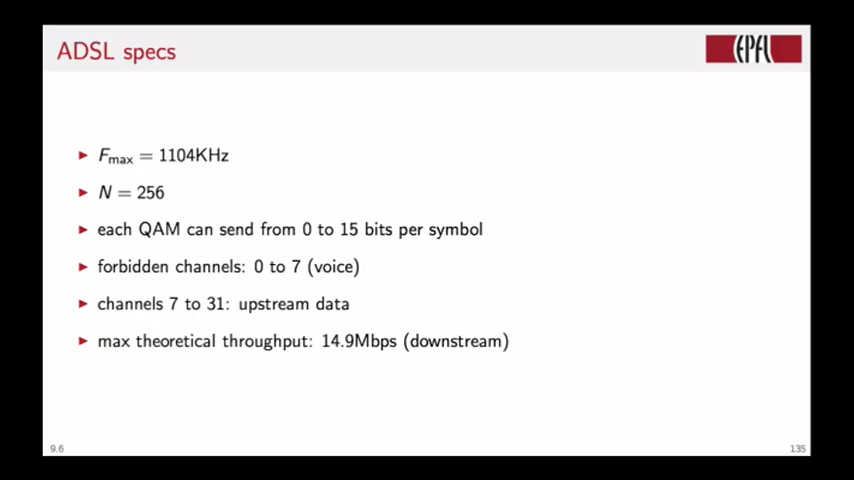 ADSL specs
EPFL
► Fmax = 1104KHz
► N = 256
► each QAM can send from 0 to 15 bits per symbol
► forbidden channels: 0 to 7 (voice)
► channels 7 to 31: upstream data
► max theoretical throughput: 14.9Mbps (downstream)
9.6
135